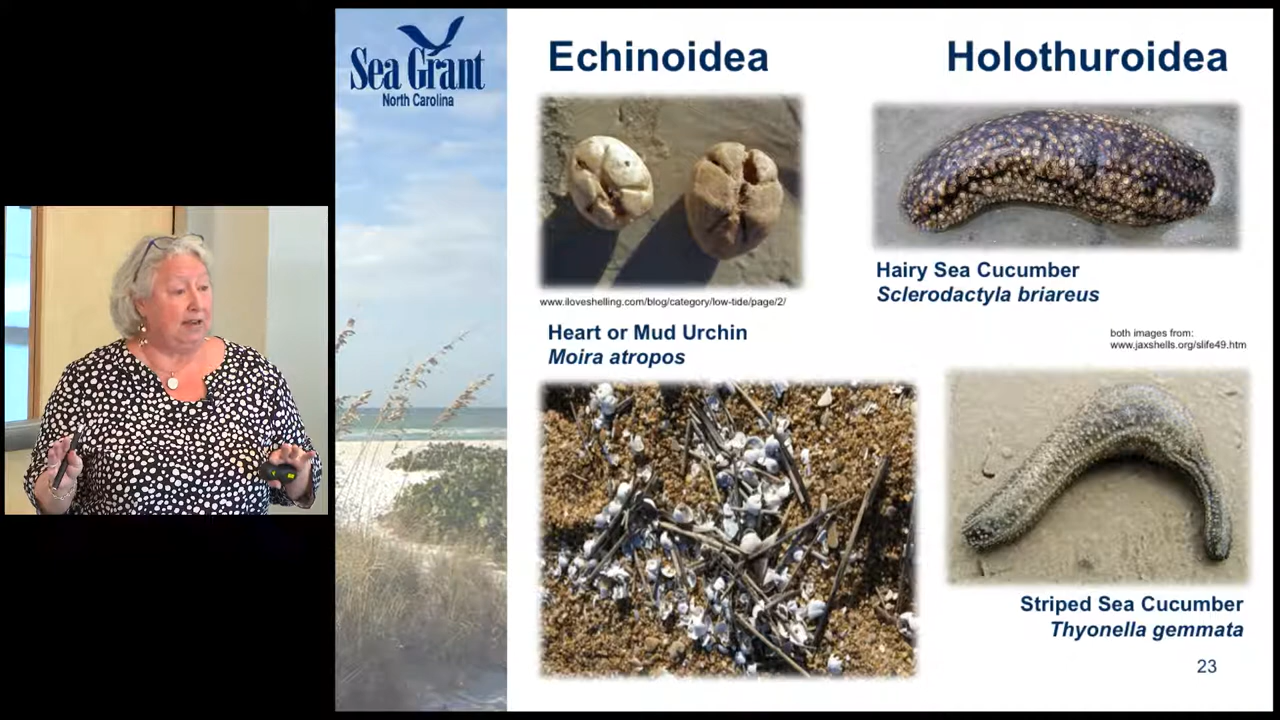 Sea Grant
North Carolina
Echinoidea
Holothuroidea
www.iloveshelling.com/blog/category/low-tide/page/2/
Heart or Mud Urchin
Moira atropos
Hairy Sea Cucumber
Sclerodactyla briareus
both images from:
www.jaxshells.org/slife49.htm
Striped Sea Cucumber
Thyonella gemmata
23